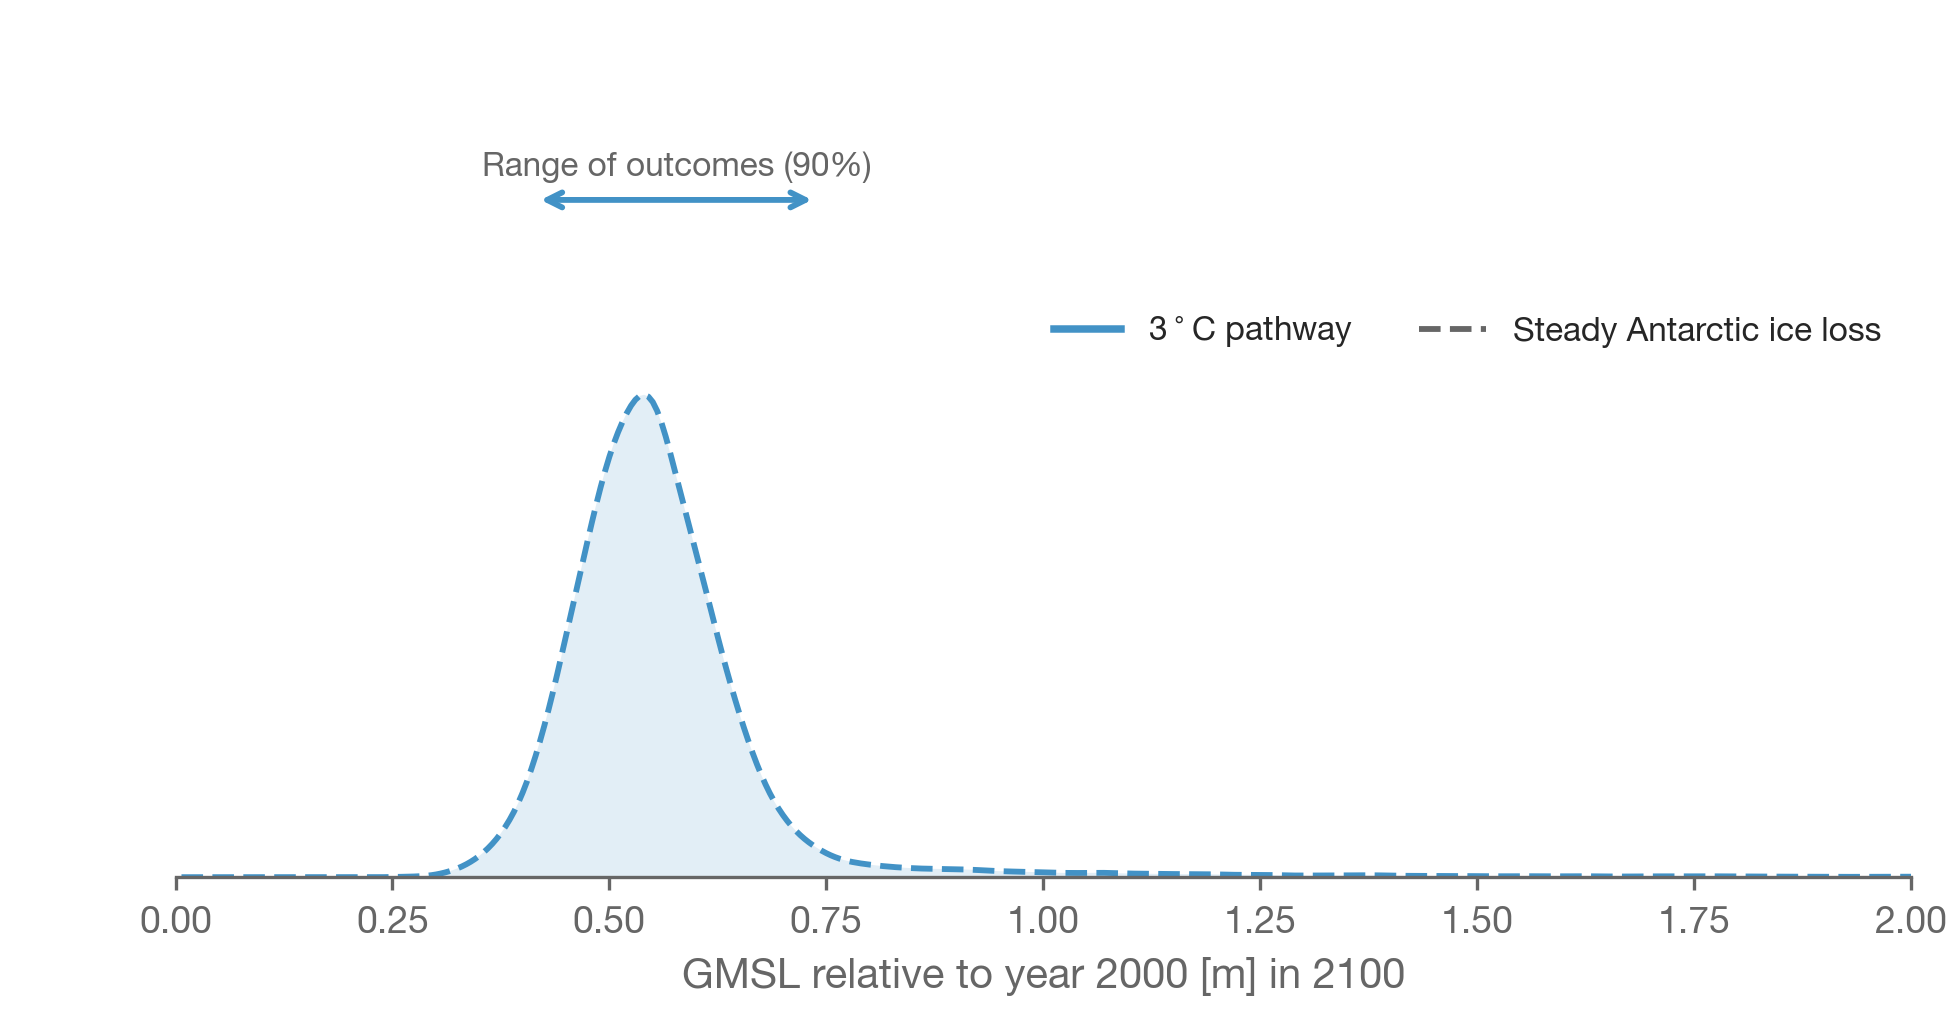 Range of outcomes (90%)
3°C pathway
Steady Antarctic ice loss
0.00 0.25 0.50 0.75 1.00 1.25 1.50 1.75 2.00
GMSL relative to year 2000 [m] in 2100